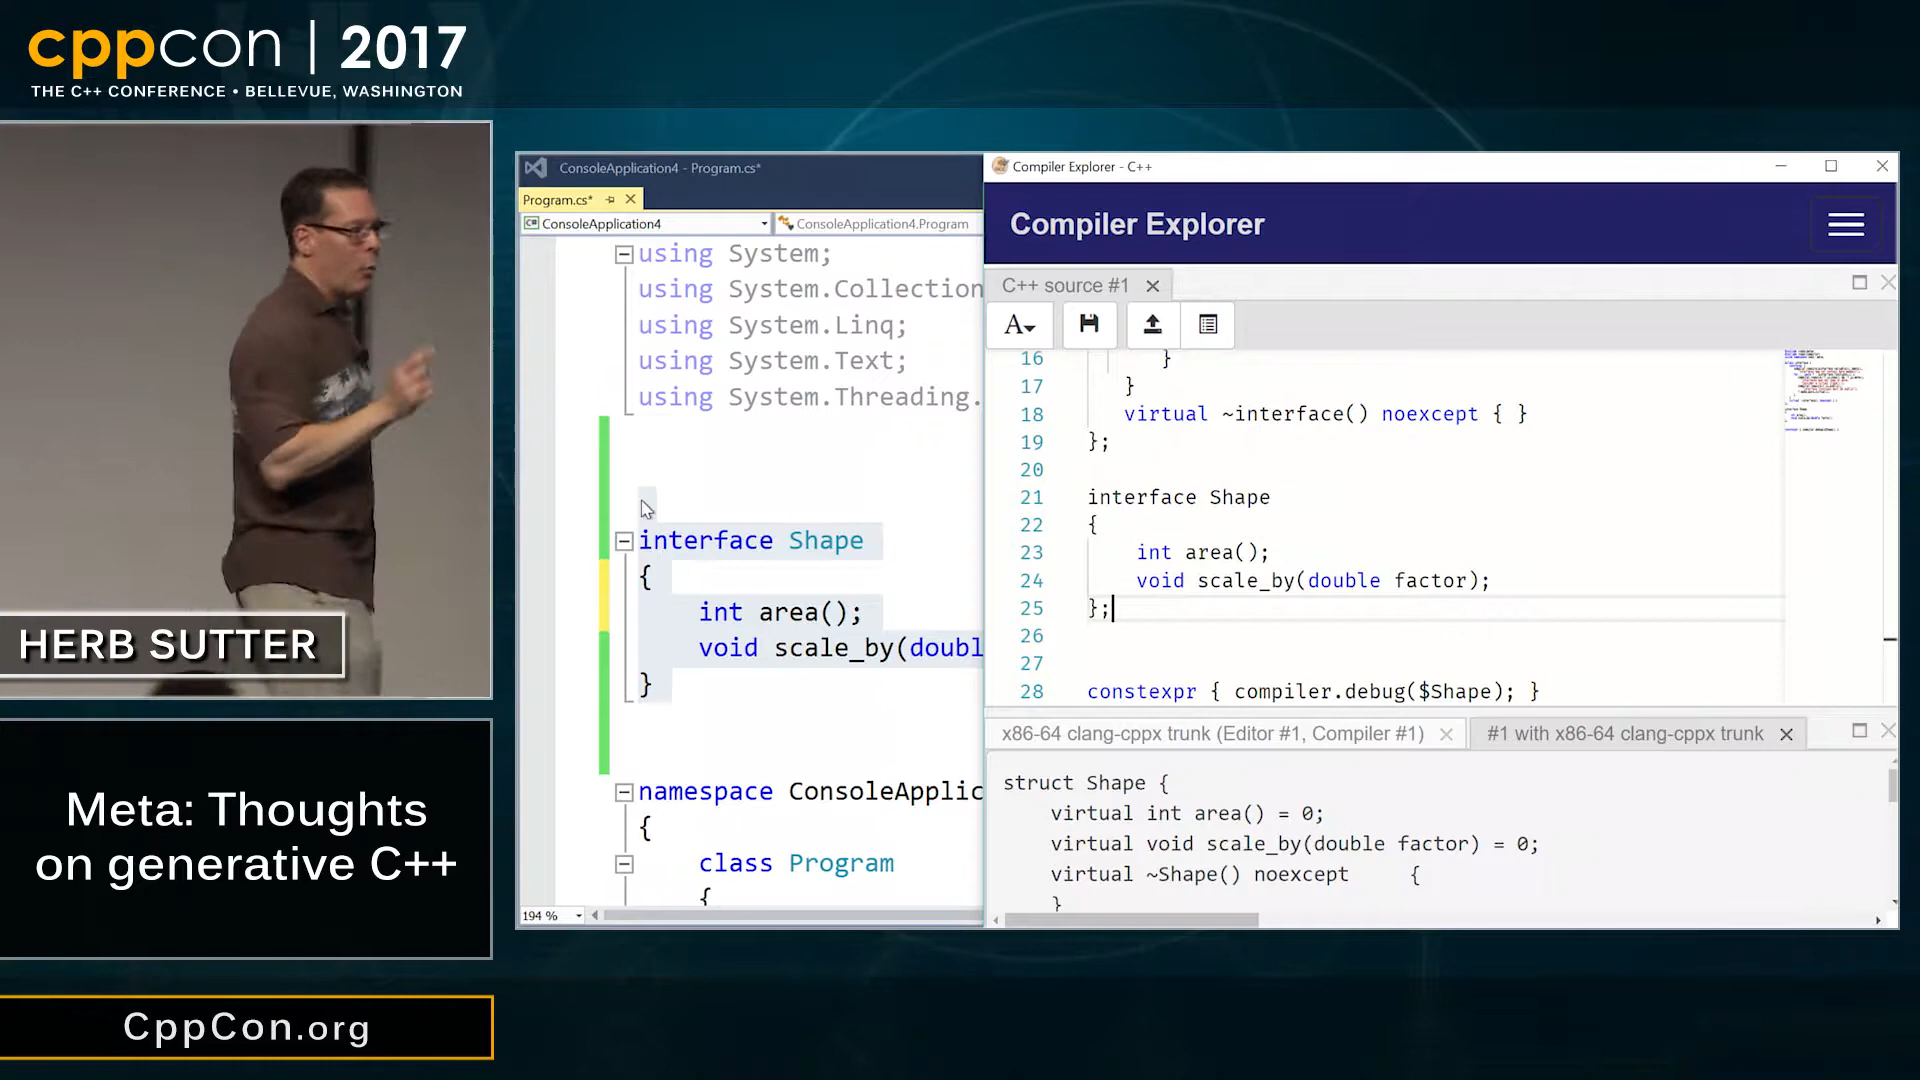 cppcon | 2017
THE C++ CONFERENCE • BELLEVUE, WASHINGTON
HERB SUTTER
Meta: Thoughts
on generative C++
CppCon.org
ConsoleApplication4 - Program.cs*
Program.cs*
ConsoleApplication4
ConsoleApplication4.Program
using System;
using System.Collection
using System.Linq;
using System.Text;
using System.Threading.
interface Shape
{
int area();
void scale_by(doubl
}
namespace ConsoleApplic
{
class Program
{
194 %
Compiler Explorer - C++
Compiler Explorer
C++ source #1
A
16 }
17 }
18 virtual ~interface() noexcept { }
19 };
20
21 interface Shape
22 {
23 int area();
24 void scale_by(double factor);
25 };
26
27
28 constexpr { compiler.debug($Shape); }
x86-64 clang-cppx trunk (Editor #1, Compiler #1)
#1 with x86-64 clang-cppx trunk
struct Shape {
virtual int area() = 0;
virtual void scale_by(double factor) = 0;
virtual ~Shape() noexcept {
}